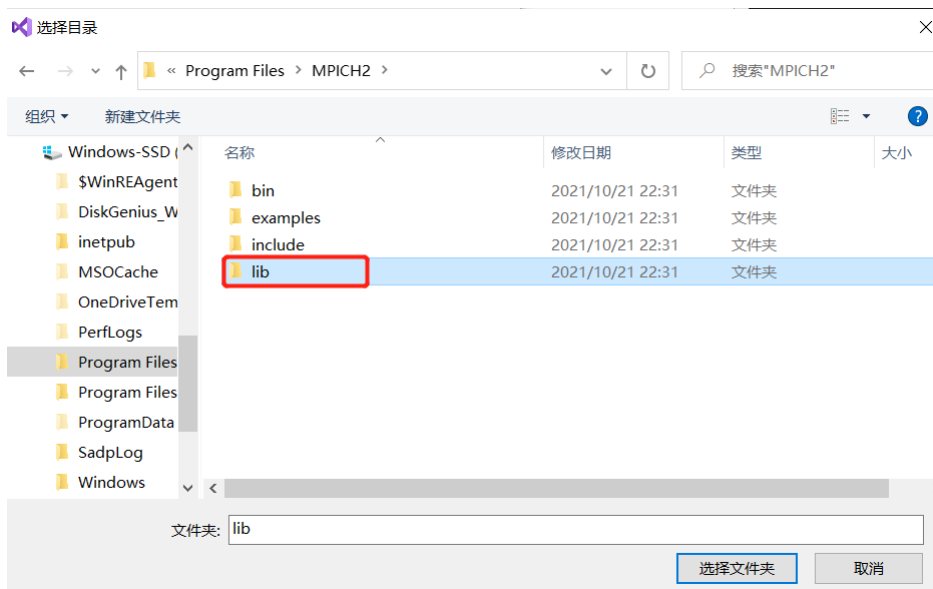 选择目录
« Program Files > MPICH2 >
搜索"MPICH2"
组织
新建文件夹
?
Windows-SSD (
$WinREAgent
DiskGenius_W
inetpub
MSOCache
OneDriveTem
PerfLogs
Program Files
Program Files
ProgramData
SadpLog
Windows
名称 修改日期 类型 大小
bin 2021/10/21 22:31 文件夹
examples 2021/10/21 22:31 文件夹
include 2021/10/21 22:31 文件夹
lib 2021/10/21 22:31 文件夹
文件夹: lib
选择文件夹 取消